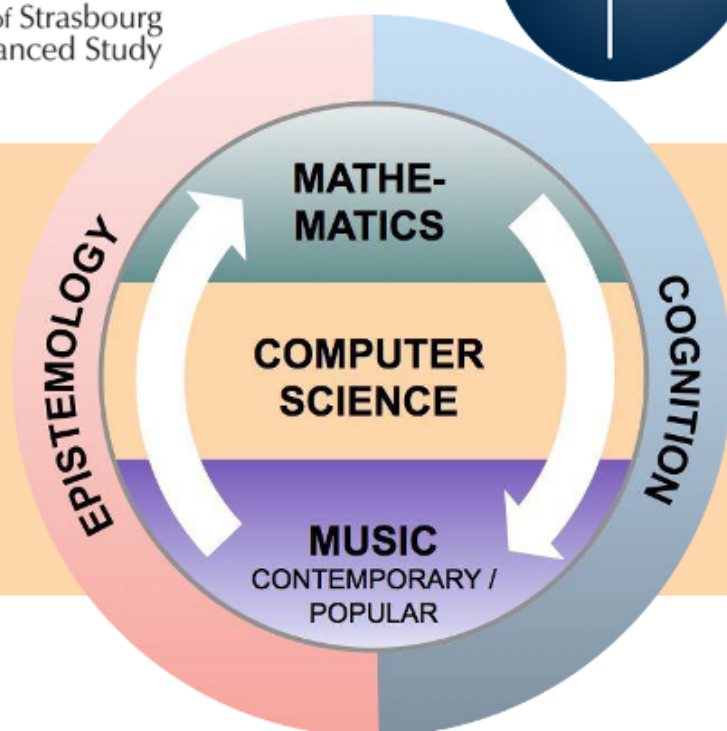 of Strasbourg
anced Study
MATHE-
MATICS
EPISTEMOLOGY
COGNITION
COMPUTER
SCIENCE
MUSIC
CONTEMPORARY /
POPULAR